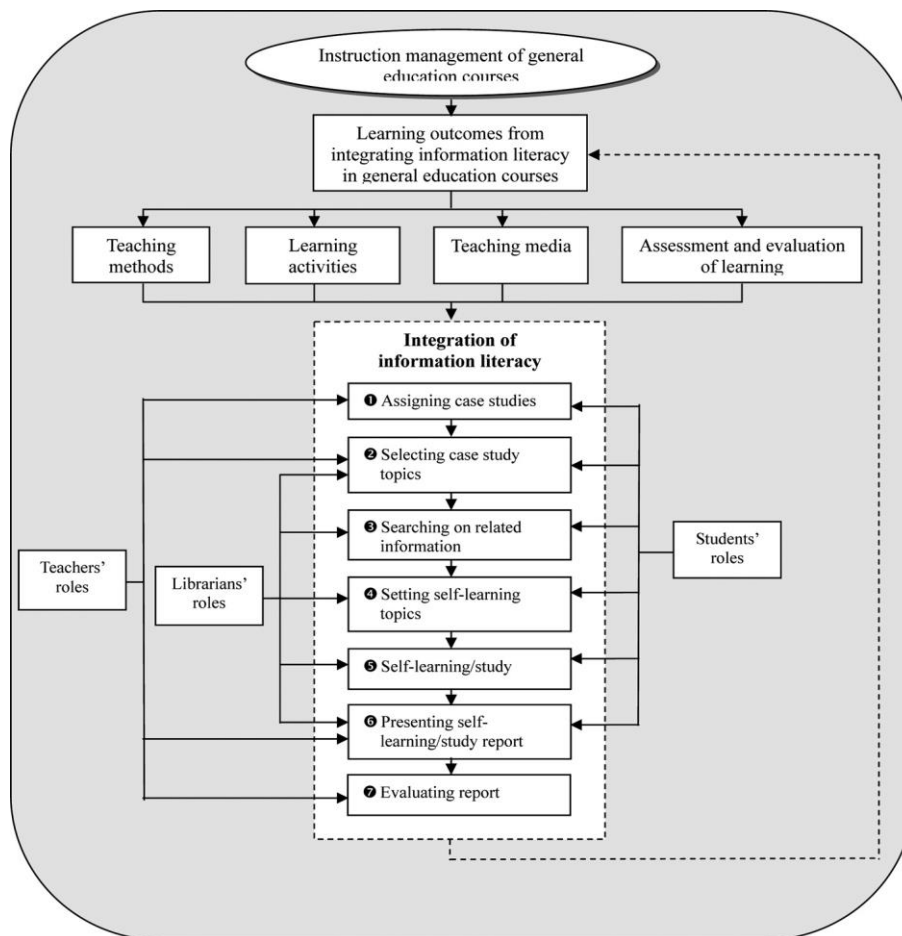 Instruction management of general
education courses
Learning outcomes from
integrating information literacy
in general education courses
Teaching
methods
Learning
activities
Teaching media
Assessment and evaluation
of learning
Integration of
information literacy
❶ Assigning case studies
❷ Selecting case study
topics
❸ Searching on related
information
❹ Setting self-learning
topics
❺ Self-learning/study
❻ Presenting self-
learning/study report
❼ Evaluating report
Teachers’
roles
Librarians’
roles
Students’
roles